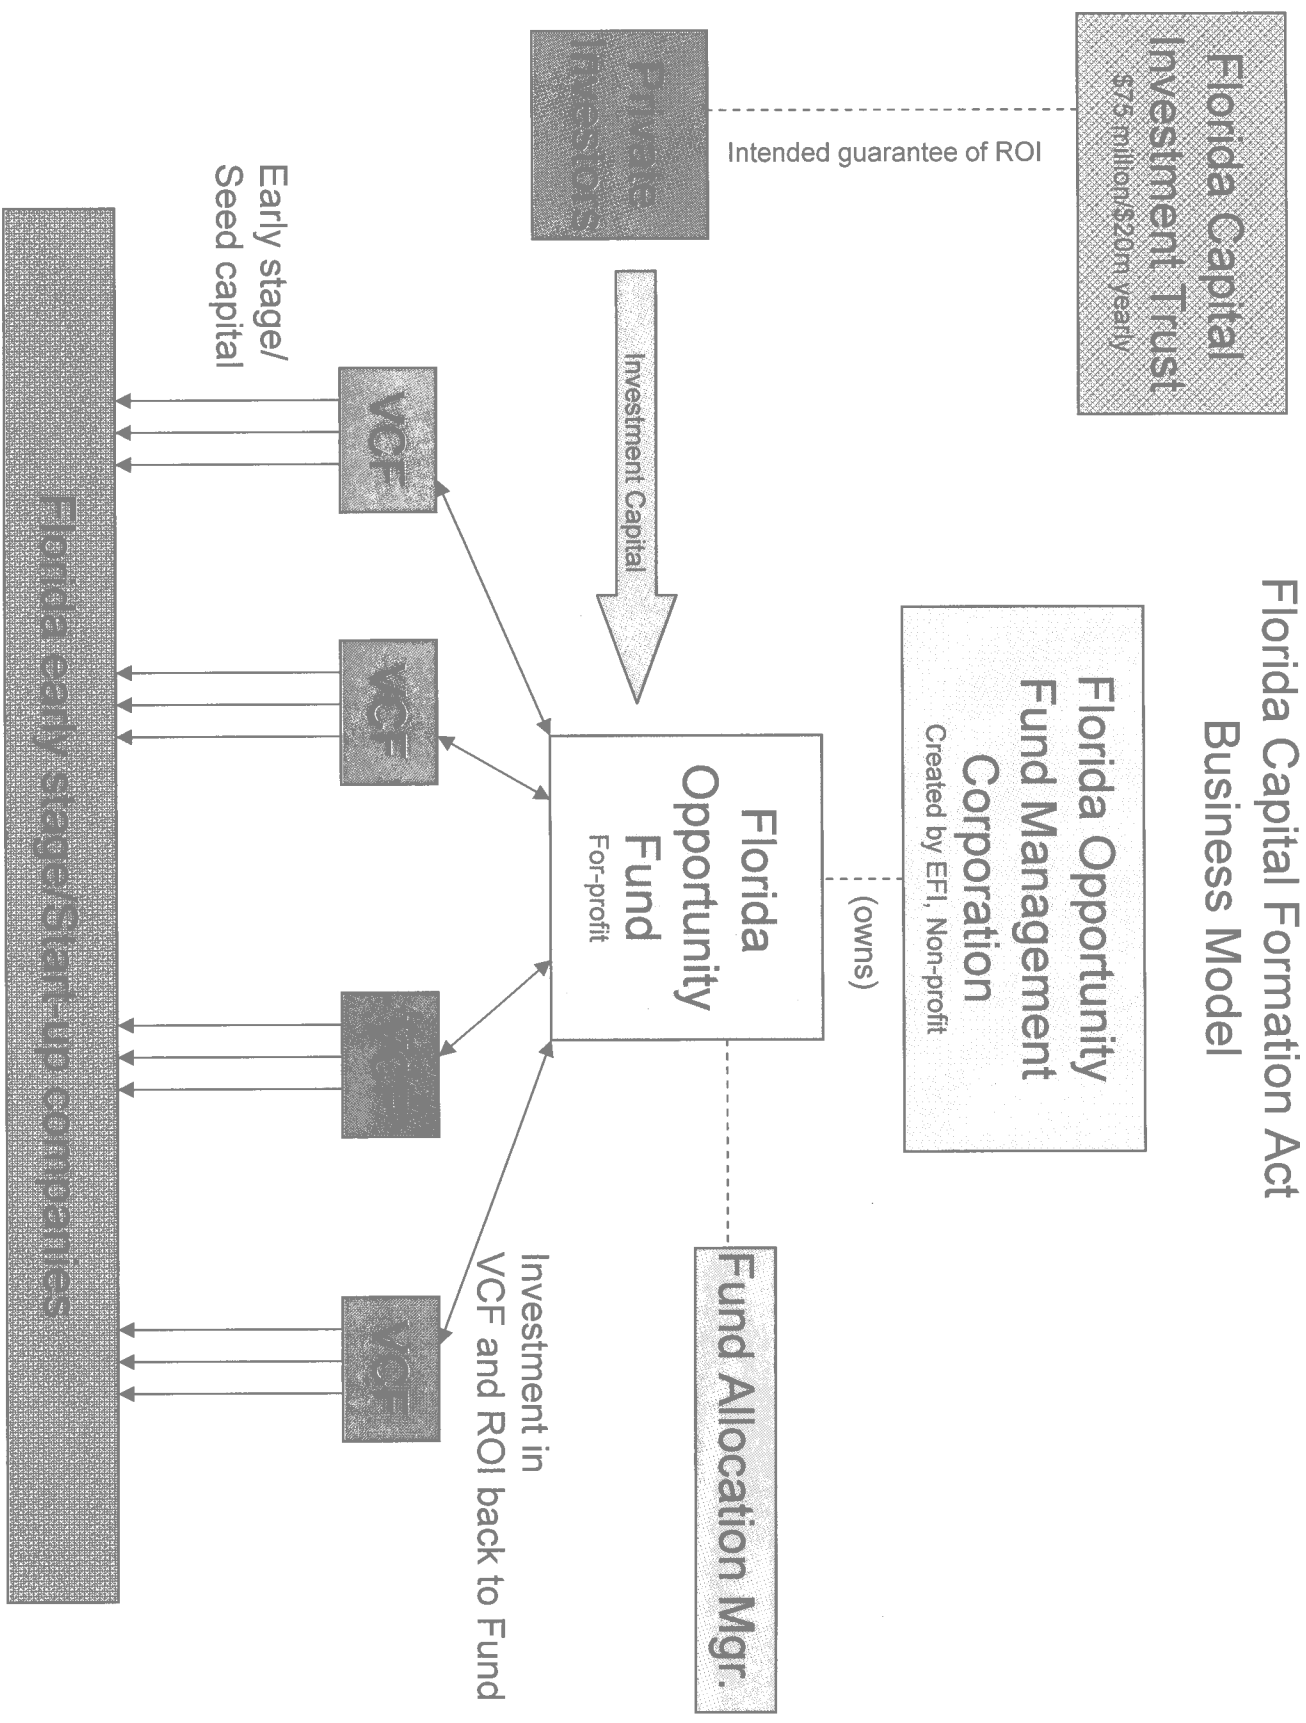 Florida Capital Formation Act
Business Model
Florida Capital
Investment Trust
$75 million/$20m yearly
Florida Opportunity
Fund Management
Corporation
Created by EFI, Non-profit
Intended guarantee of ROI
(owns)
Private
Investors
Investment Capital
Florida
Opportunity
Fund
For-profit
Fund Allocation Mgr.
Investment in
VCF and ROI back to Fund
VCF
VCF
VCF
Early stage/
Seed capital
Florida early stage/Start-up companies